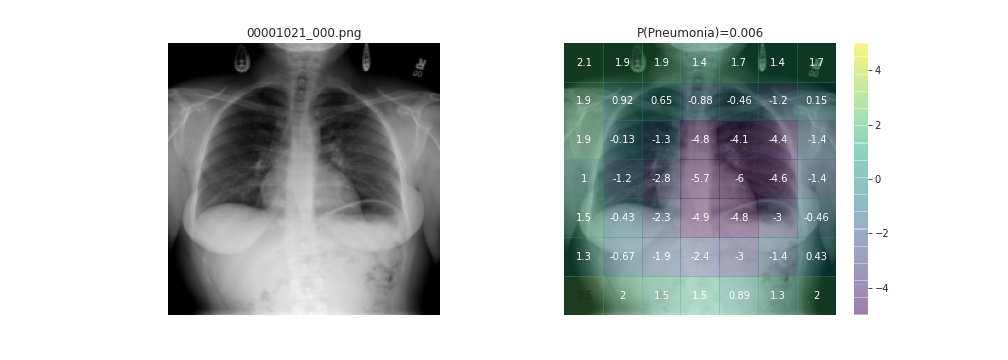 00001021_000.png
P(Pneumonia)=0.006
2.1 1.9 1.9 1.4 1.7 1.4 1.7
1.9 0.92 0.65 -0.88 -0.46 -1.2 0.15
1.9 -0.13 -1.3 -4.8 -4.1 -4.4 -1.4
1 -1.2 -2.8 -5.7 -6 -4.6 -1.4
1.5 -0.43 -2.3 -4.9 -4.8 -3 -0.46
1.3 -0.67 -1.9 -2.4 -3 -1.4 0.43
2 1.5 1.5 0.89 1.3 2
4
2
0
−2
−4